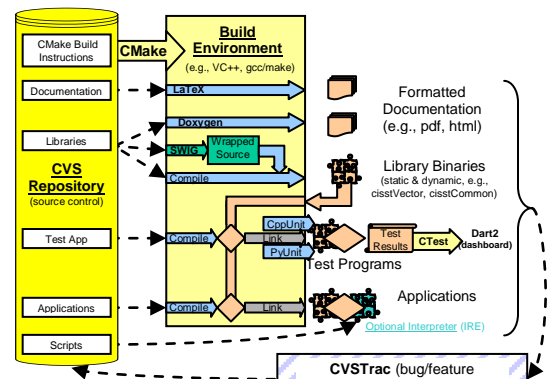 CMake Build
Instructions
Documentation
Libraries
CVS
Repository
(source control)
Test App
Applications
Scripts
CMake
Build
Environment
(e.g., VC++, gcc/make)
LaTeX
Doxygen
SWIG
Wrapped
Source
Compile
Compile
Link
CppUnit
PyUnit
Compile
Link
Formatted
Documentation
(e.g., pdf, html)
Library Binaries
(static & dynamic, e.g.,
cisstVector, cisstCommon)
Test
Results
CTest
Dart2
(dashboard)
Test Programs
Applications
Optional Interpreter (IRE)
CVSTrac (bug/feature